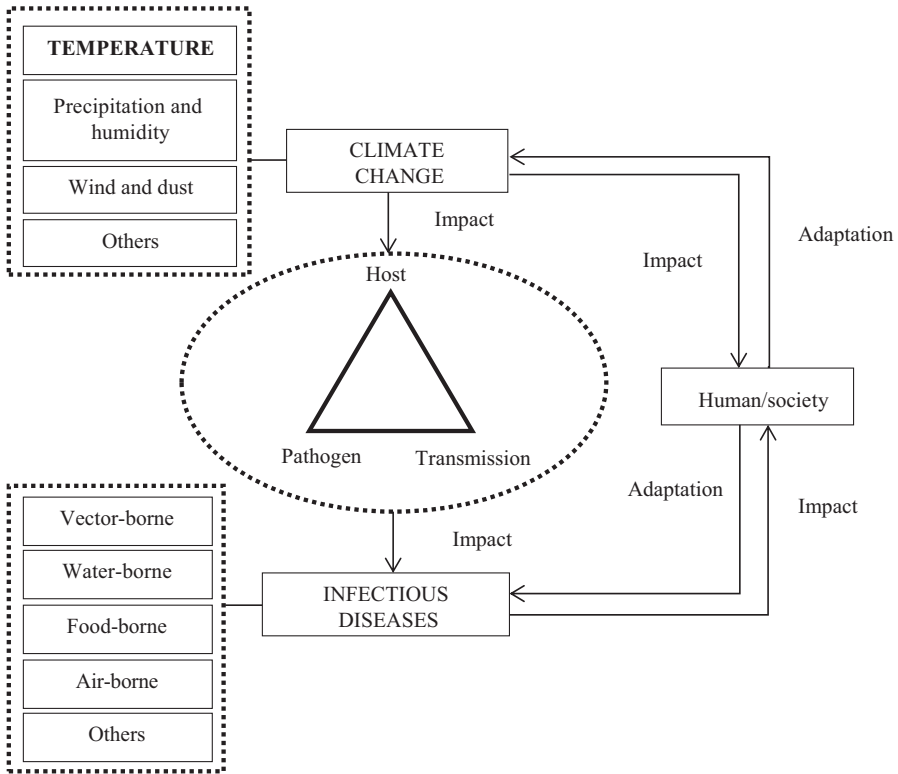 TEMPERATURE
Precipitation and
humidity
Wind and dust
Others
CLIMATE
CHANGE
Impact
Adaptation
Impact
Host
Pathogen
Transmission
Human/society
Adaptation
Impact
Impact
Vector-borne
Water-borne
Food-borne
Air-borne
Others
INFECTIOUS
DISEASES